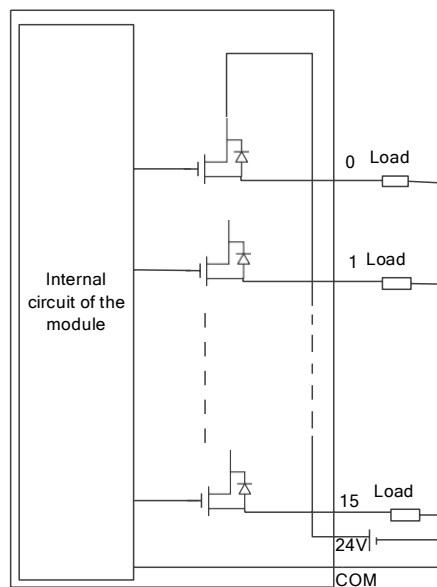 0 Load
1 Load
Internal
circuit of the
module
15 Load
24V
COM